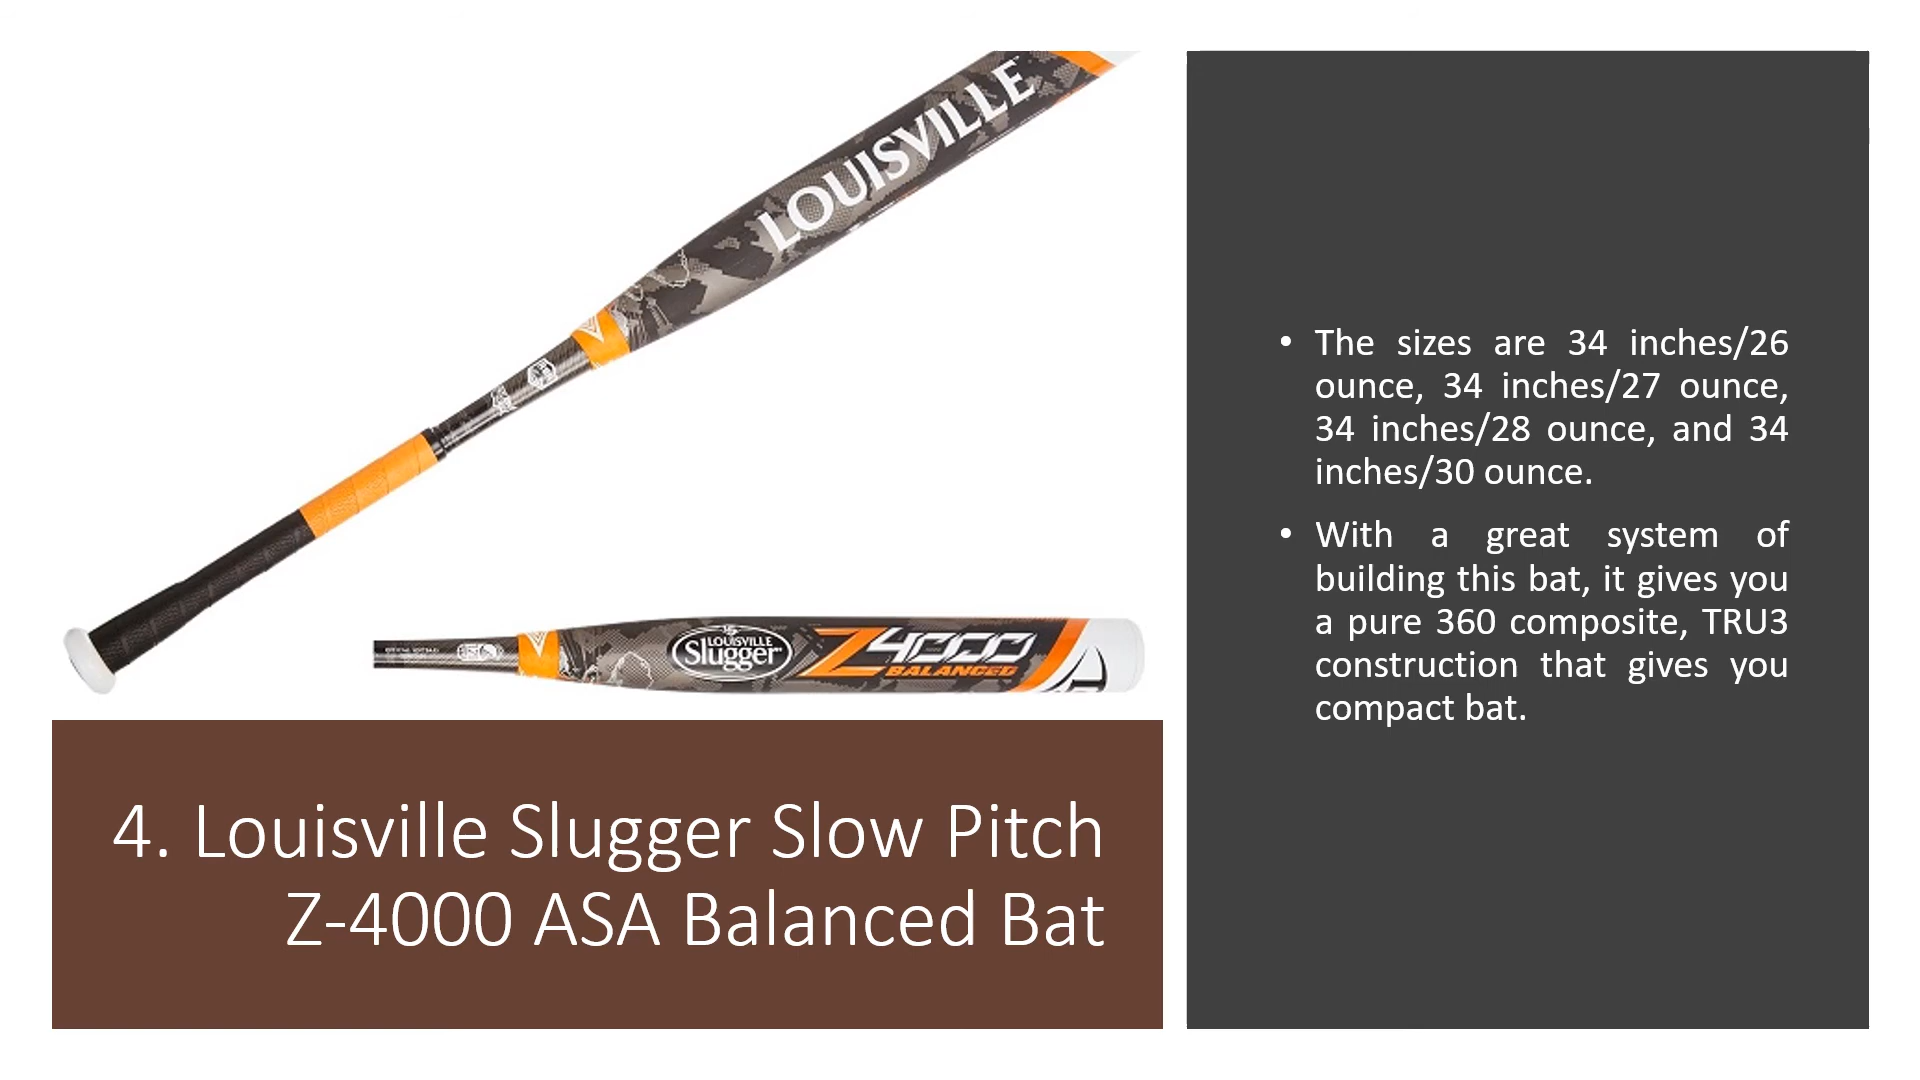 LOUISVILLE
LOUISVILLE
Slugger
Z4000
BALANCED
4. Louisville Slugger Slow Pitch
Z-4000 ASA Balanced Bat
• The sizes are 34 inches/26
ounce, 34 inches/27 ounce,
34 inches/28 ounce, and 34
inches/30 ounce.
• With a great system of
building this bat, it gives you
a pure 360 composite, TRU3
construction that gives you
compact bat.